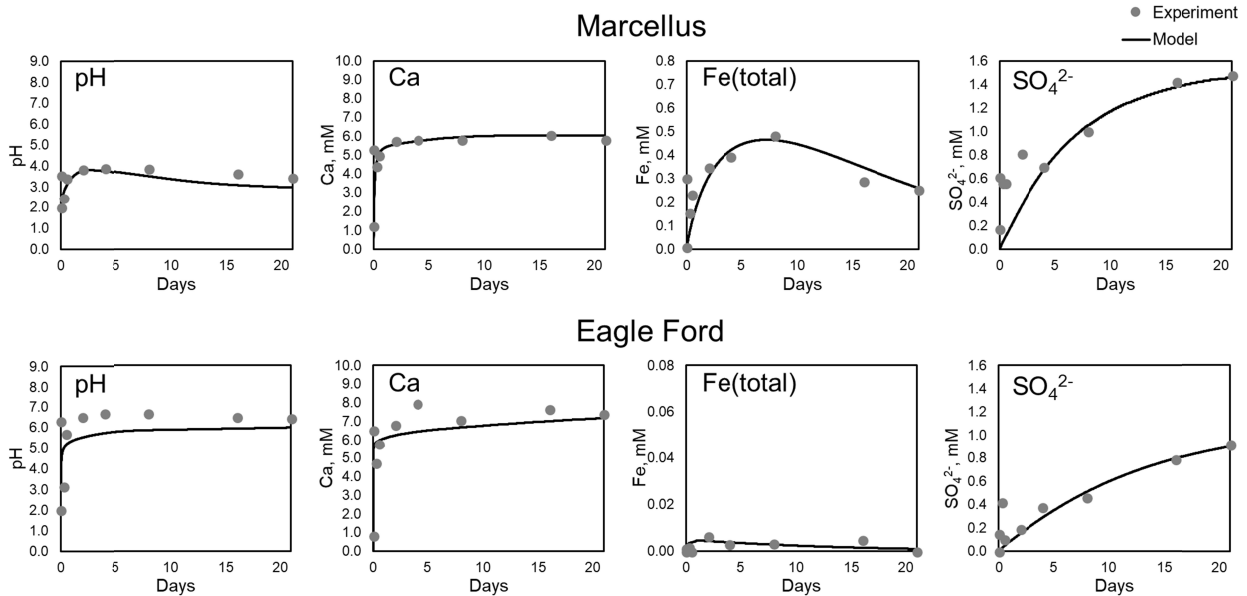 Marcellus
Experiment
Model
pH
9.0
8.0
7.0
6.0
5.0
4.0
3.0
2.0
1.0
0.0
pH
0 5 10 15 20
Days
Ca
10.0
9.0
8.0
7.0
6.0
5.0
4.0
3.0
2.0
1.0
0.0
Ca, mM
0 5 10 15 20
Days
Fe(total)
0.8
0.7
0.6
0.5
0.4
0.3
0.2
0.1
0.0
Fe, mM
0 5 10 15 20
Days
SO₄²⁻
1.6
1.4
1.2
1.0
0.8
0.6
0.4
0.2
0.0
SO₄²⁻, mM
0 5 10 15 20
Days
Eagle Ford
pH
9.0
8.0
7.0
6.0
5.0
4.0
3.0
2.0
1.0
0.0
pH
0 5 10 15 20
Days
Ca
10.0
9.0
8.0
7.0
6.0
5.0
4.0
3.0
2.0
1.0
0.0
Ca, mM
0 5 10 15 20
Days
Fe(total)
0.08
0.06
0.04
0.02
0.00
Fe, mM
0 5 10 15 20
Days
SO₄²⁻
1.6
1.4
1.2
1.0
0.8
0.6
0.4
0.2
0.0
SO₄²⁻, mM
0 5 10 15 20
Days